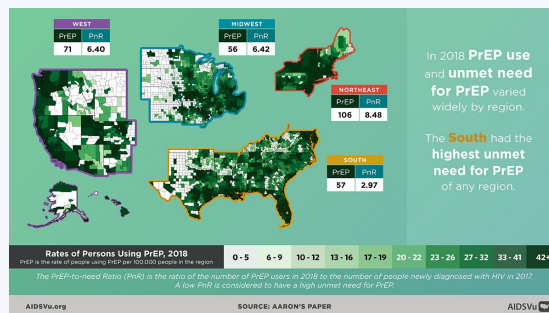 WEST
PrEP PnR
71 6.40
MIDWEST
PrEP PnR
56 6.42
NORTHEAST
PrEP PnR
106 8.48
SOUTH
PrEP PnR
57 2.97
In 2018 PrEP use
and unmet need
for PrEP varied
widely by region.
The South had the
highest unmet
need for PrEP
of any region.
Rates of Persons Using PrEP, 2018
PrEP is the rate of people using PrEP per 100,000 people in the region
0 - 5 6 - 9 10 - 12 13 - 16 17 - 19 20 - 22 23 - 26 27 - 32 33 - 41 42+
The PrEP-to-need Ratio (PnR) is the ratio of the number of PrEP users in 2018 to the number of people newly diagnosed with HIV in 2017.
A low PnR is considered to have a high unmet need for PrEP.
AIDSVu.org SOURCE: AARON'S PAPER AIDSVu